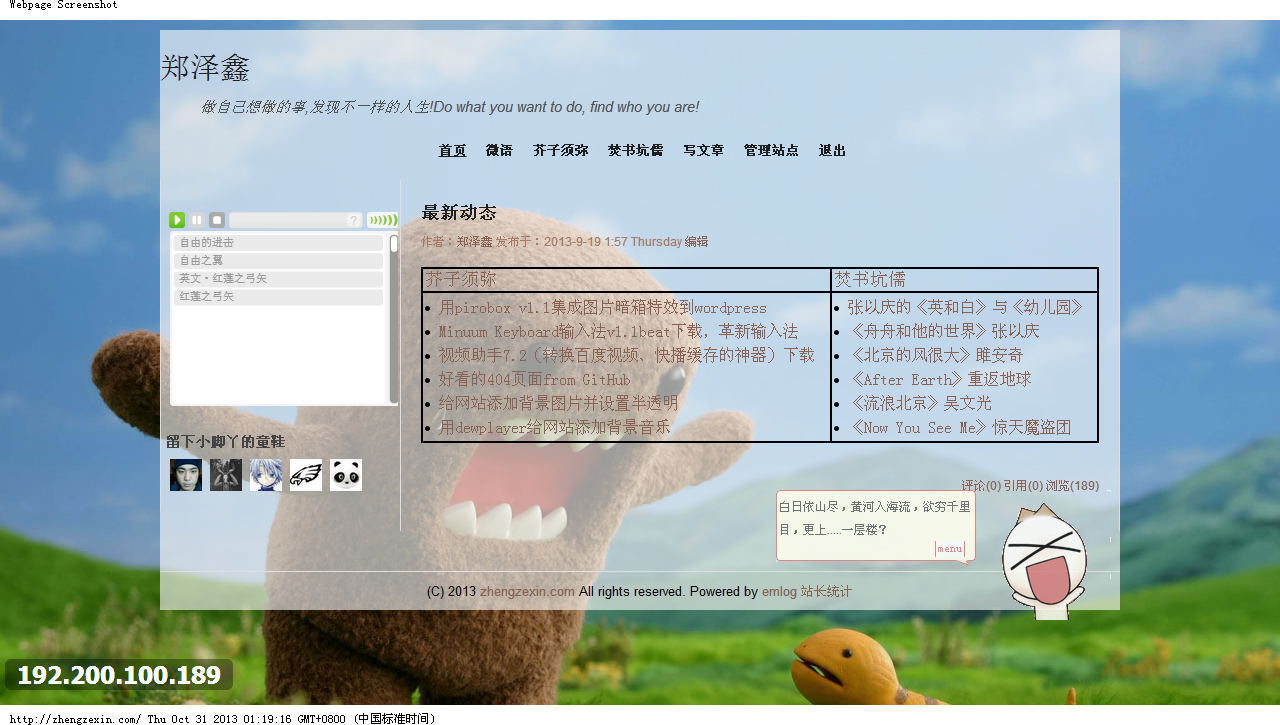 Webpage Screenshot
郑泽鑫
做自己想做的事,发现不一样的人生!Do what you want to do, find who you are!
首页 微语 芥子须弥 焚书坑儒 写文章 管理站点 退出
?
自由的进击
自由之翼
英文 - 红莲之弓矢
红莲之弓矢
留下小脚丫的童鞋
最新动态
作者：郑泽鑫 发布于：2013-9-19 1:57 Thursday 编辑
芥子须弥
用pirobox v1.1集成图片暗箱特效到wordpress
Minuum Keyboard输入法v1.1beat下载，革新输入法
视频助手7.2（转换百度视频、快播缓存的神器）下载
好看的404页面from GitHub
给网站添加背景图片并设置半透明
用dewplayer给网站添加背景音乐
焚书坑儒
张以庆的《英和白》与《幼儿园》
《舟舟和他的世界》张以庆
《北京的风很大》睢安奇
《After Earth》重返地球
《流浪北京》吴文光
《Now You See Me》惊天魔盗团
评论(0) 引用(0) 浏览(189)
白日依山尽，黄河入海流，欲穷千里
目，更上.....一层楼?
menu
(C) 2013 zhengzexin.com All rights reserved. Powered by emlog 站长统计
192.200.100.189
http://zhengzexin.com/ Thu Oct 31 2013 01:19:16 GMT+0800 (中国标准时间)